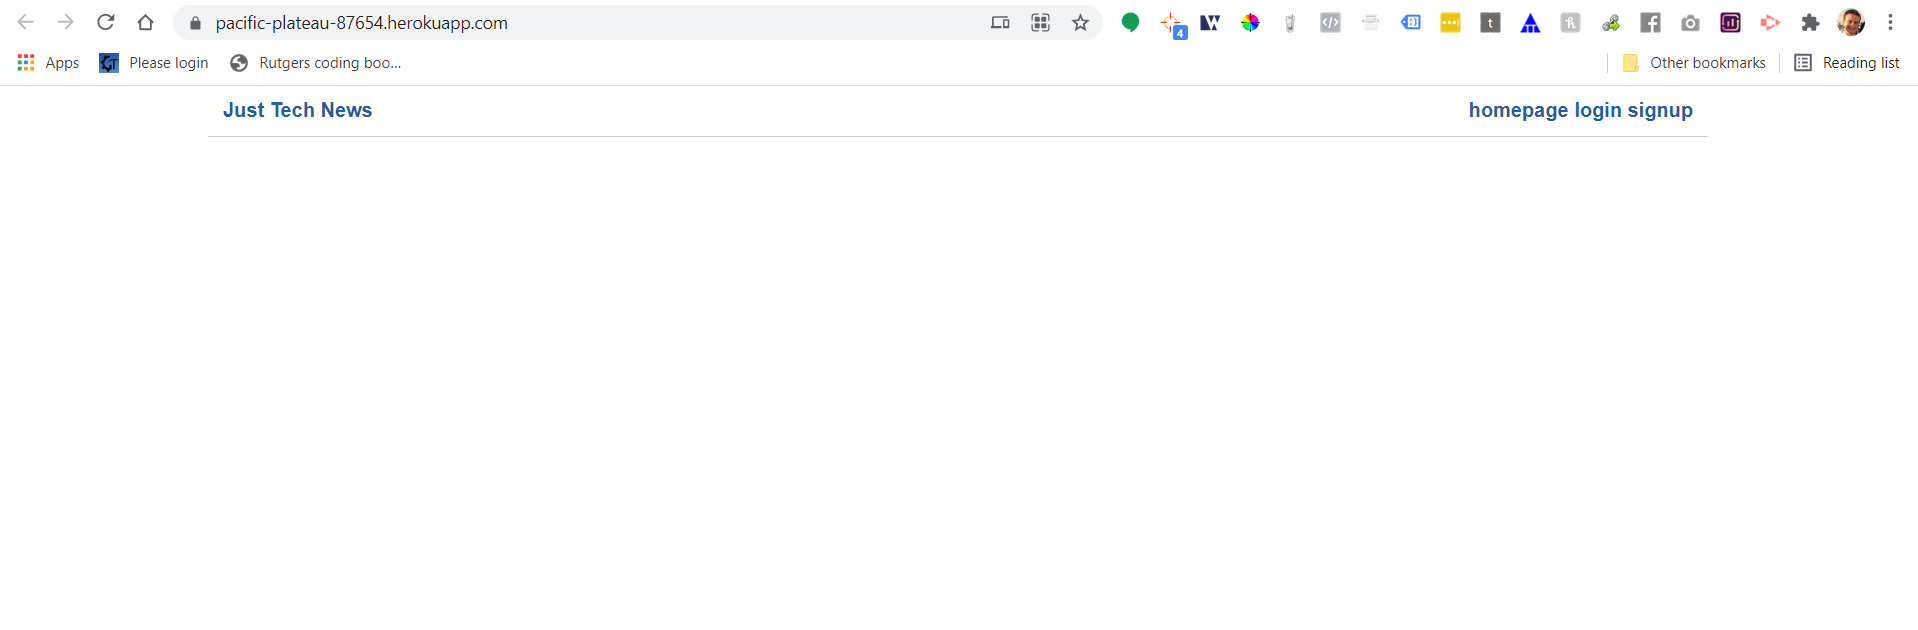 pacific-plateau-87654.herokuapp.com
4
t
Apps Please login Rutgers coding boo... Other bookmarks Reading list
Just Tech News homepage login signup